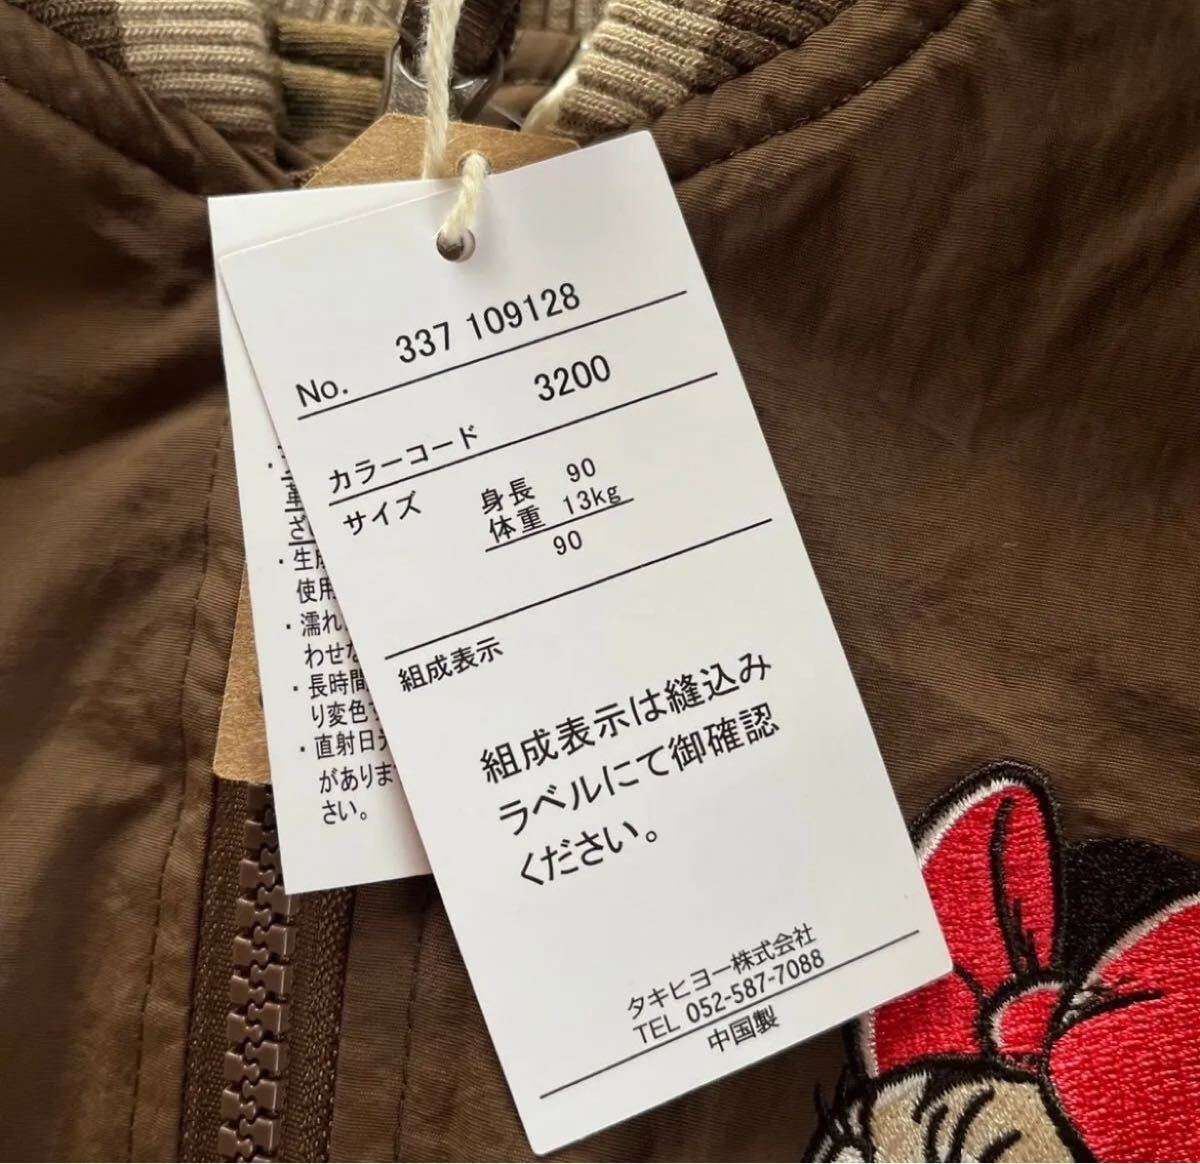 No. 337 109128
カラーコード 3200
サイズ 身長 90
体重 13kg
90
組成表示
組成表示は縫込み
ラベルにて御確認
ください。
タキヒヨー株式会社
TEL 052-587-7088
中国製
・生成
使用
・濡れ
わせな
・長時間
り変色
・直射日
がありま
さい。